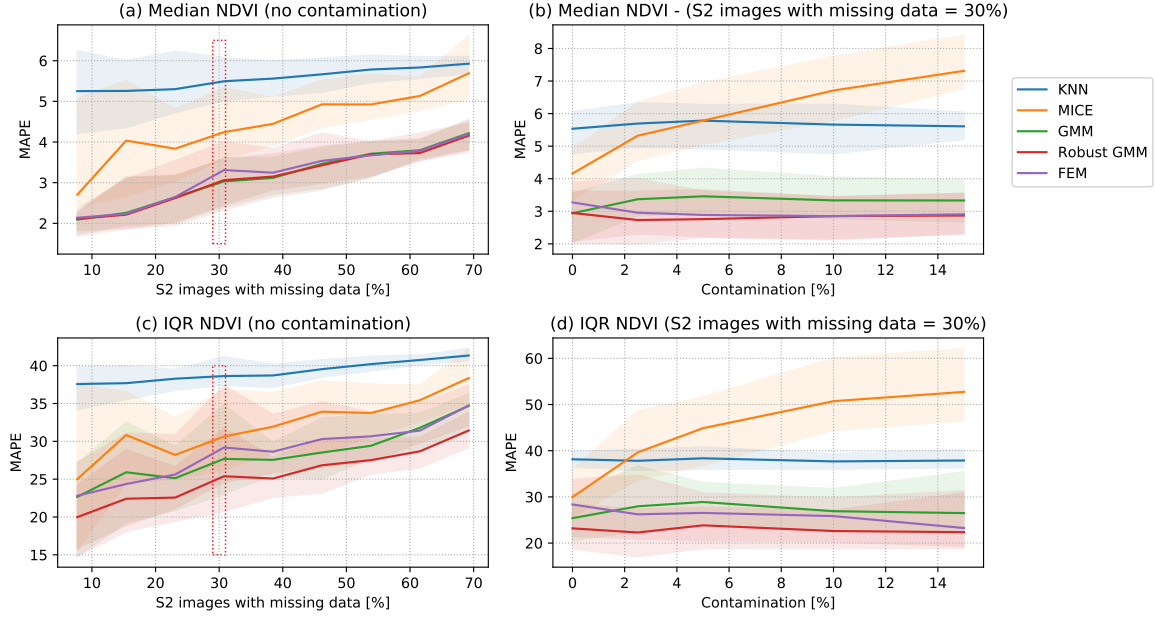 (a) Median NDVI (no contamination)
MAPE
6
5
4
3
2
10 20 30 40 50 60 70
S2 images with missing data [%]
(b) Median NDVI - (S2 images with missing data = 30%)
MAPE
8
7
6
5
4
3
2
0 2 4 6 8 10 12 14
Contamination [%]
KNN
MICE
GMM
Robust GMM
FEM
(c) IQR NDVI (no contamination)
MAPE
40
35
30
25
20
15
10 20 30 40 50 60 70
S2 images with missing data [%]
(d) IQR NDVI (S2 images with missing data = 30%)
MAPE
60
50
40
30
20
0 2 4 6 8 10 12 14
Contamination [%]